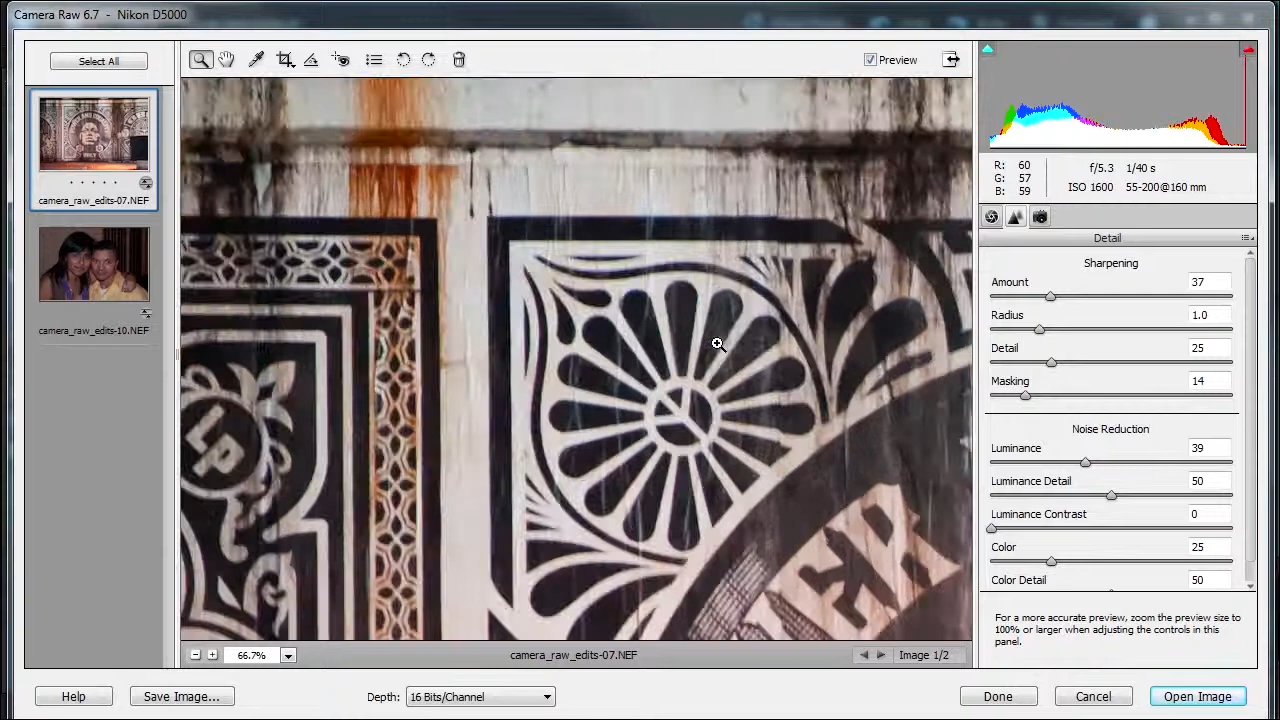 Camera Raw 6.7 - Nikon D5000
Select All
Preview
camera_raw_edits-07.NEF
camera_raw_edits-10.NEF
R: 60
G: 57
B: 59
f/5.3 1/40 s
ISO 1600 55-200@160 mm
Detail
Sharpening
Amount 37
Radius 1.0
Detail 25
Masking 14
Noise Reduction
Luminance 39
Luminance Detail 50
Luminance Contrast 0
Color 25
Color Detail 50
For a more accurate preview, zoom the preview size to
100% or larger when adjusting the controls in this
panel.
66.7%
camera_raw_edits-07.NEF
Image 1/2
Help
Save Image...
Depth: 16 Bits/Channel
Done
Cancel
Open Image